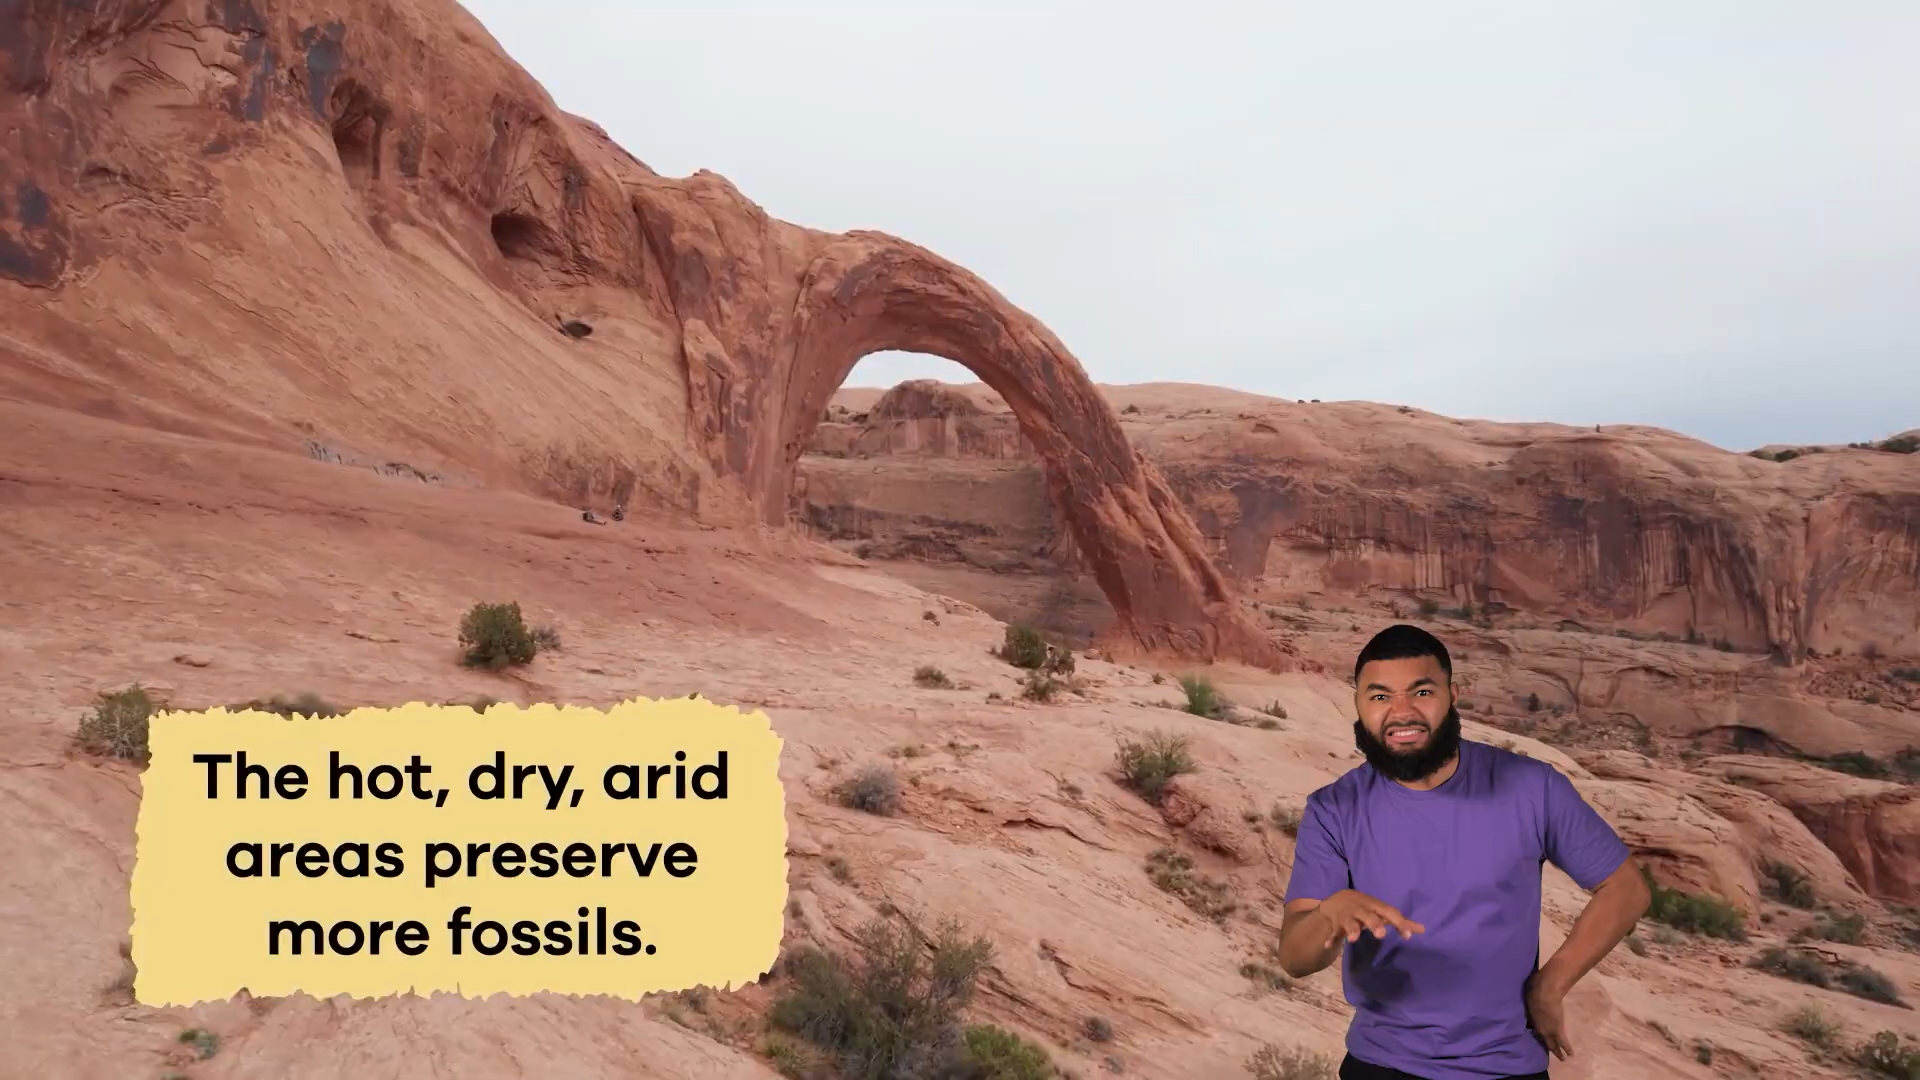 The hot, dry, arid
areas preserve
more fossils.